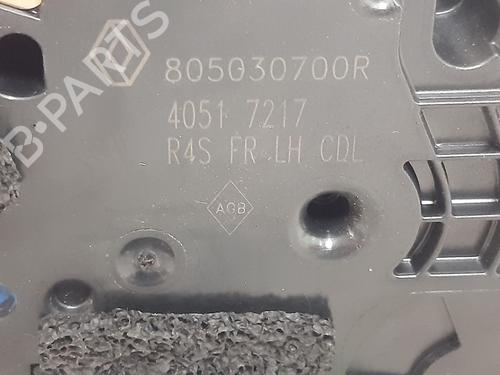 B-PARTS
805030700R
4051 7217
R4S FR LH CDL
AGB